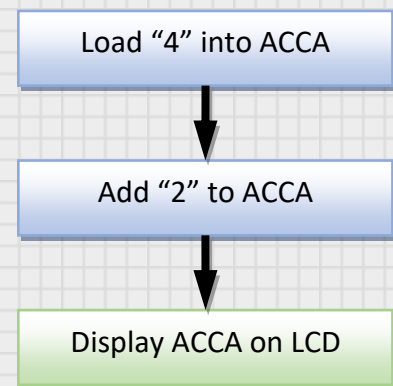 Load “4” into ACCA
Add “2” to ACCA
Display ACCA on LCD